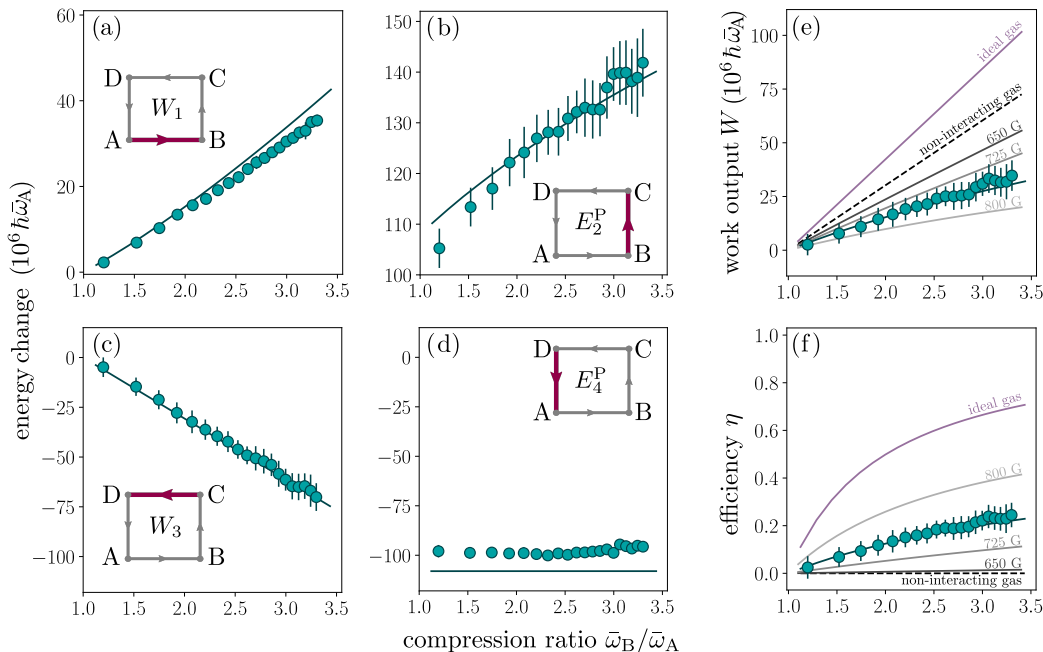 (a)
60
40
20
0
1.0
1.5
2.0
2.5
3.0
3.5
D
C
W₁
A
B
(b)
150
140
130
120
110
100
1.0
1.5
2.0
2.5
3.0
3.5
D
C
E₂ᴾ
A
B
(c)
0
−25
−50
−75
−100
1.0
1.5
2.0
2.5
3.0
3.5
D
C
W₃
A
B
(d)
0
−25
−50
−75
−100
1.0
1.5
2.0
2.5
3.0
3.5
D
C
E₄ᴾ
A
B
energy change (10⁶ ℏω̄_A)
compression ratio ω̄_B/ω̄_A
(e)
work output W (10⁶ ℏω̄_A)
100
75
50
25
0
1.0
1.5
2.0
2.5
3.0
3.5
ideal gas
non-interacting gas
650 G
725 G
800 G
(f)
efficiency η
1.0
0.8
0.6
0.4
0.2
0.0
1.0
1.5
2.0
2.5
3.0
3.5
ideal gas
800 G
725 G
650 G
non-interacting gas